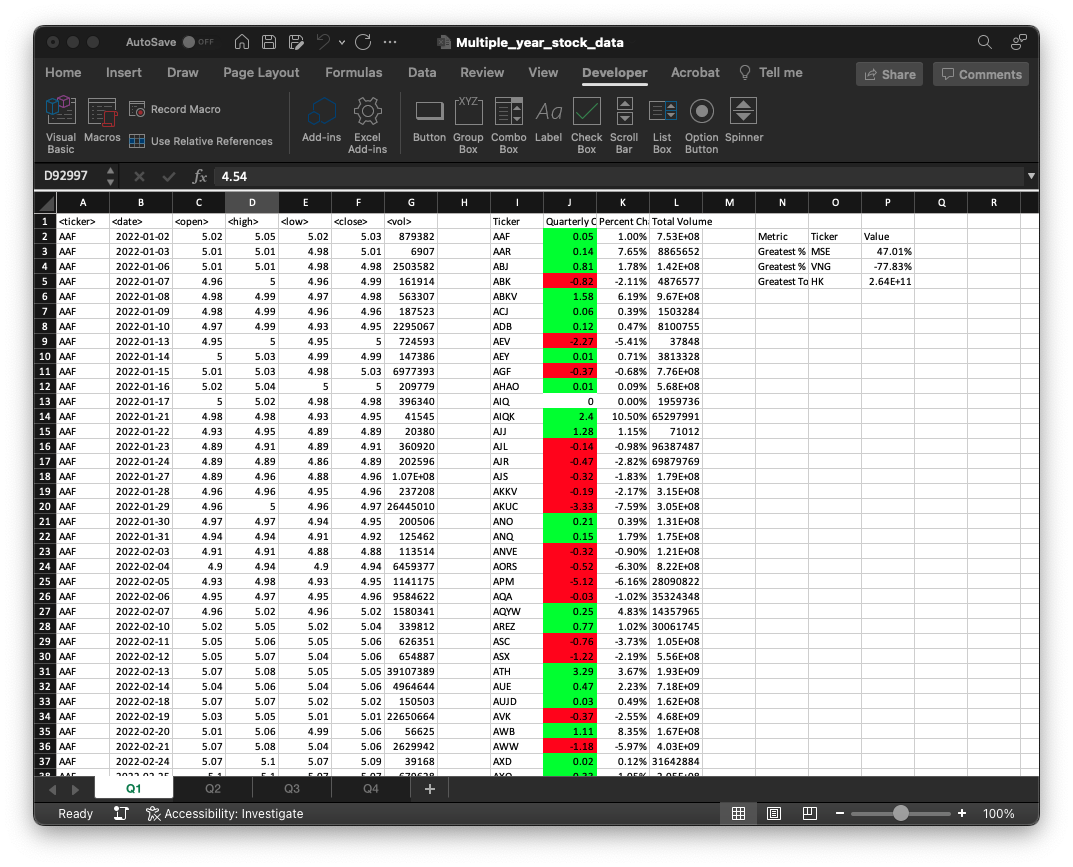 AutoSave OFF Multiple_year_stock_data
Home Insert Draw Page Layout Formulas Data Review View Developer Acrobat Tell me Share Comments
Record Macro
Use Relative References
Visual Basic Macros Add-ins Excel Add-ins Button XYZ Group Box Combo Box Aa Label Check Box Scroll Bar List Box Option Button Spinner
D92997 fx 4.54
A B C D E F G H I J K L M N O P Q R
1 <ticker> <date> <open> <high> <low> <close> <vol> Ticker Quarterly C Percent Ch Total Volume
2 AAF 2022-01-02 5.02 5.05 5.02 5.03 879382 AAF 0.05 1.00% 7.53E+08 Metric Ticker Value
3 AAF 2022-01-03 5.01 5.01 4.98 5.01 6907 AAR 0.14 7.65% 8865652 Greatest % MSE 47.01%
4 AAF 2022-01-06 5.01 5.01 4.98 4.98 2503582 ABJ 0.81 1.78% 1.42E+08 Greatest % VNG -77.83%
5 AAF 2022-01-07 4.96 5 4.96 4.99 161914 ABK -0.82 -2.11% 4876577 Greatest To HK 2.64E+11
6 AAF 2022-01-08 4.98 4.99 4.97 4.98 563307 ABKV 1.58 6.19% 9.67E+08
7 AAF 2022-01-09 4.98 4.99 4.96 4.96 187523 ACJ 0.06 0.39% 1503284
8 AAF 2022-01-10 4.97 4.99 4.93 4.95 2295067 ADB 0.12 0.47% 8100755
9 AAF 2022-01-13 4.95 5 4.95 5 724593 AEV -2.27 -5.41% 37848
10 AAF 2022-01-14 5 5.03 4.99 4.99 147386 AEY 0.01 0.71% 3813328
11 AAF 2022-01-15 5.01 5.03 4.98 5.03 6977393 AGF -0.37 -0.68% 7.76E+08
12 AAF 2022-01-16 5.02 5.04 5 5 209779 AHAO 0.01 0.09% 5.68E+08
13 AAF 2022-01-17 5 5.02 4.98 4.98 396340 AIQ 0 0.00% 1959736
14 AAF 2022-01-21 4.98 4.98 4.93 4.95 41545 AIQK 2.4 10.50% 65297991
15 AAF 2022-01-22 4.93 4.95 4.89 4.89 20380 AJJ 1.28 1.15% 71012
16 AAF 2022-01-23 4.89 4.91 4.89 4.91 360920 AJL -0.14 -0.98% 96387487
17 AAF 2022-01-24 4.89 4.89 4.86 4.89 202596 AJR -0.47 -2.82% 69879769
18 AAF 2022-01-27 4.89 4.96 4.88 4.96 1.07E+08 AJS -0.32 -1.83% 1.79E+08
19 AAF 2022-01-28 4.96 4.96 4.95 4.96 237208 AKKV -0.19 -2.17% 3.15E+08
20 AAF 2022-01-29 4.96 5 4.96 4.97 26445010 AKUC -3.33 -7.59% 3.05E+08
21 AAF 2022-01-30 4.97 4.97 4.94 4.95 200506 ANO 0.21 0.39% 1.31E+08
22 AAF 2022-01-31 4.94 4.94 4.91 4.92 125462 ANQ 0.15 1.79% 1.75E+08
23 AAF 2022-02-03 4.91 4.91 4.88 4.88 113514 ANVE -0.32 -0.90% 1.21E+08
24 AAF 2022-02-04 4.9 4.94 4.9 4.94 6459377 AORS -0.52 -6.30% 8.22E+08
25 AAF 2022-02-05 4.93 4.98 4.93 4.95 1141175 APM -5.12 -6.16% 28090822
26 AAF 2022-02-06 4.95 4.97 4.95 4.96 9584622 AQA -0.03 -1.02% 35324348
27 AAF 2022-02-07 4.96 5.02 4.96 5.02 1580341 AQYW 0.25 4.83% 14357965
28 AAF 2022-02-10 5.02 5.05 5.02 5.04 339812 AREZ 0.77 1.02% 30061745
29 AAF 2022-02-11 5.05 5.06 5.05 5.06 626351 ASC -0.76 -3.73% 1.05E+08
30 AAF 2022-02-12 5.05 5.07 5.04 5.06 654887 ASX -1.22 -2.19% 5.56E+08
31 AAF 2022-02-13 5.07 5.08 5.05 5.05 39107389 ATH 3.29 3.67% 1.93E+09
32 AAF 2022-02-14 5.04 5.06 5.04 5.06 4964644 AUE 0.47 2.23% 7.18E+09
33 AAF 2022-02-18 5.07 5.07 5.02 5.02 150503 AUJD 0.03 0.49% 1.62E+08
34 AAF 2022-02-19 5.03 5.05 5.01 5.01 22650664 AVK -0.37 -2.55% 4.68E+09
35 AAF 2022-02-20 5.01 5.06 4.99 5.06 56625 AWB 1.11 8.35% 1.67E+08
36 AAF 2022-02-21 5.07 5.08 5.04 5.06 2629942 AWW -1.18 -5.97% 4.03E+09
37 AAF 2022-02-24 5.07 5.1 5.07 5.09 39168 AXD 0.02 0.12% 31642884
Q1 Q2 Q3 Q4
Ready Accessibility: Investigate 100%